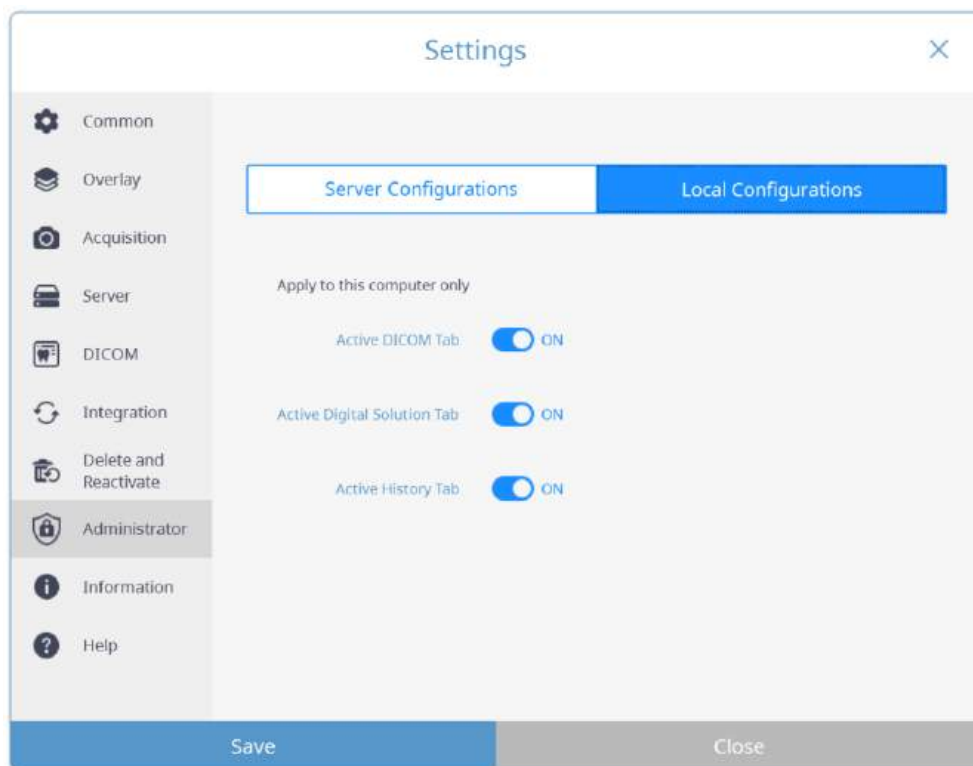 Settings
Common
Overlay
Acquisition
Server
DICOM
Integration
Delete and
Reactivate
Administrator
Information
Help
Server Configurations
Local Configurations
Apply to this computer only
Active DICOM Tab
ON
Active Digital Solution Tab
ON
Active History Tab
ON
Save
Close